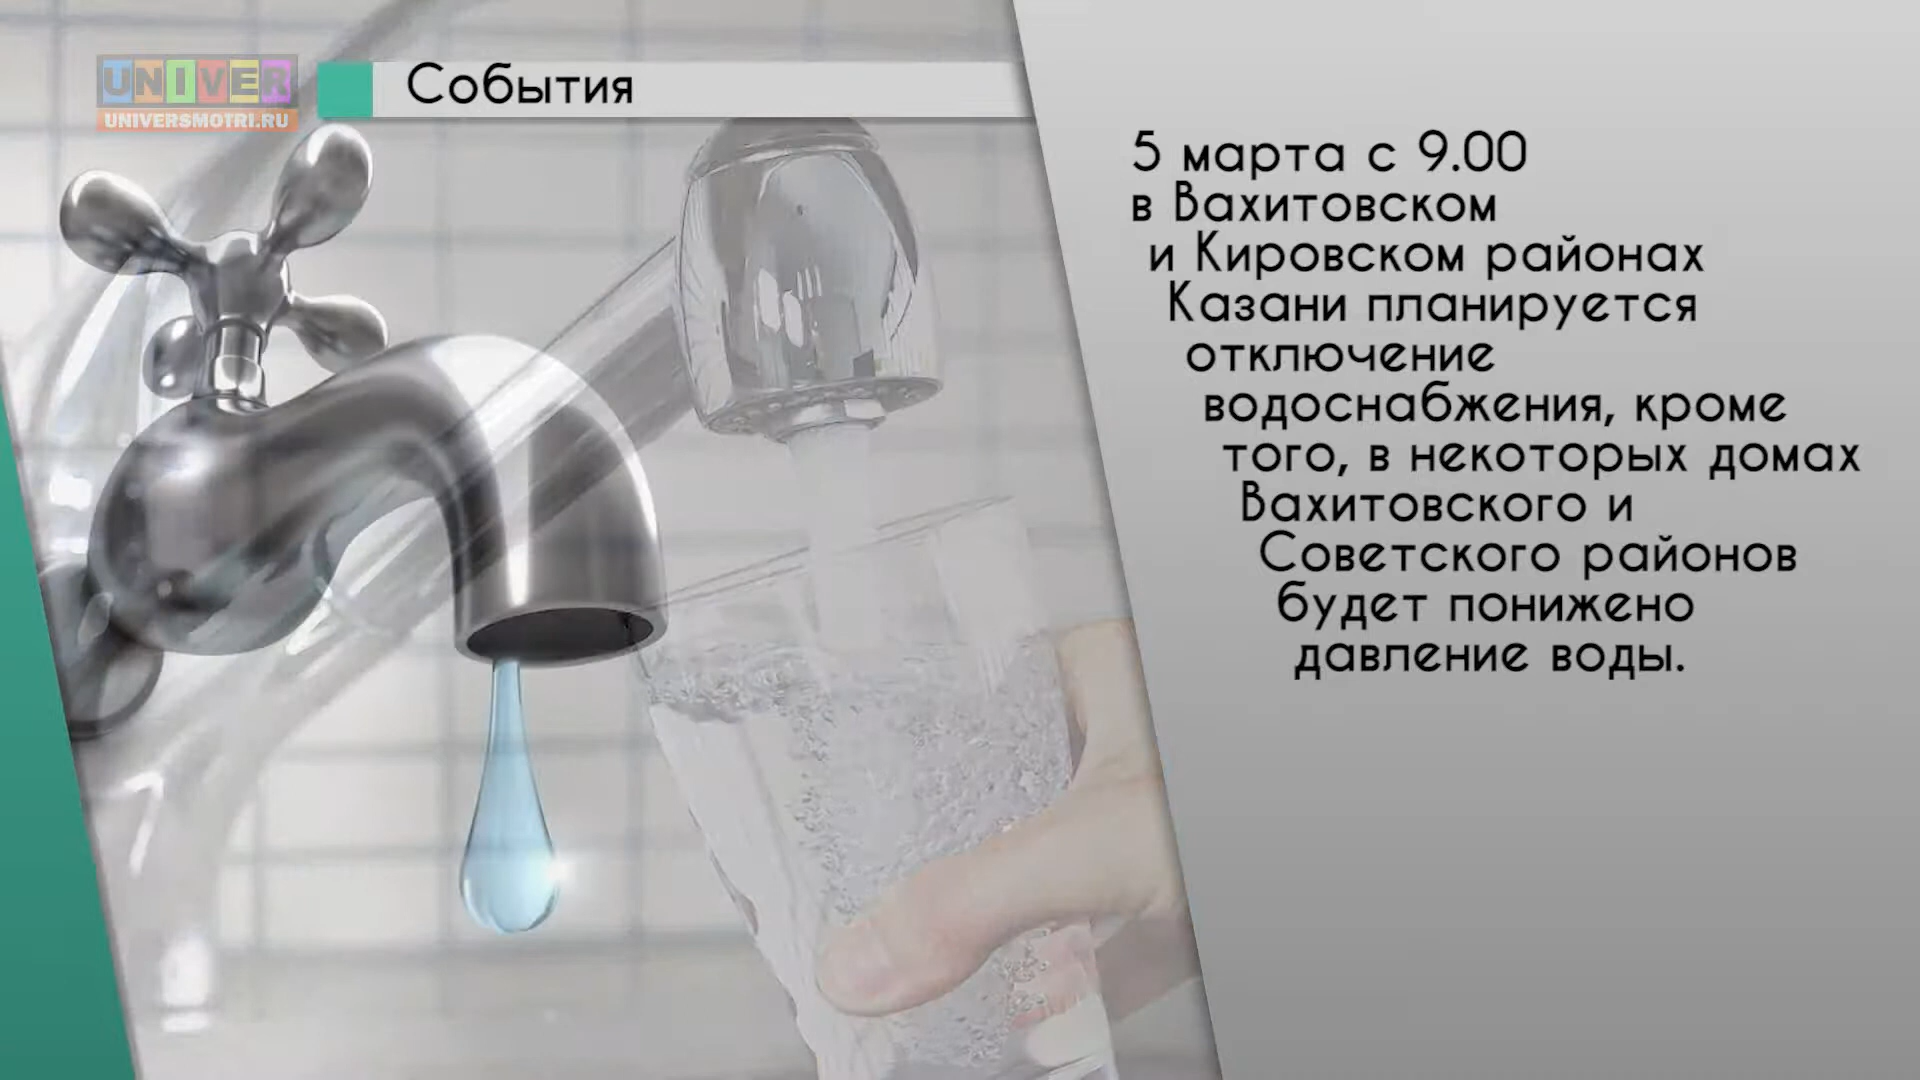 UNIVER
UNIVERSMOTRI.RU
События
5 марта с 9.00
в Вахитовском
и Кировском районах
Казани планируется
отключение
водоснабжения, кроме
того, в некоторых домах
Вахитовского и
Советского районов
будет понижено
давление воды.